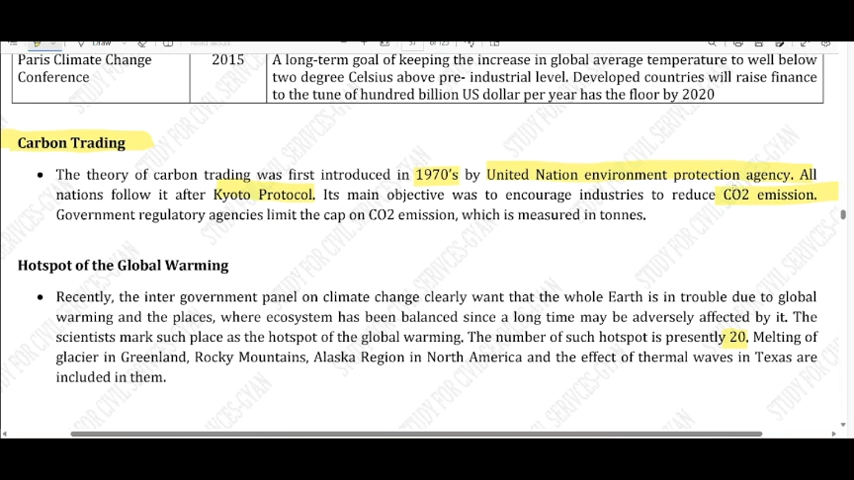 Paris Climate Change Conference 2015 A long-term goal of keeping the increase in global average temperature to well below
two degree Celsius above pre- industrial level. Developed countries will raise finance
to the tune of hundred billion US dollar per year has the floor by 2020
Carbon Trading
• The theory of carbon trading was first introduced in 1970's by United Nation environment protection agency. All
nations follow it after Kyoto Protocol. Its main objective was to encourage industries to reduce CO2 emission.
Government regulatory agencies limit the cap on CO2 emission, which is measured in tonnes.
Hotspot of the Global Warming
• Recently, the inter government panel on climate change clearly want that the whole Earth is in trouble due to global
warming and the places, where ecosystem has been balanced since a long time may be adversely affected by it. The
scientists mark such place as the hotspot of the global warming. The number of such hotspot is presently 20. Melting of
glacier in Greenland, Rocky Mountains, Alaska Region in North America and the effect of thermal waves in Texas are
included in them.
STUDY FOR CIVIL SERIVCES-GYAN